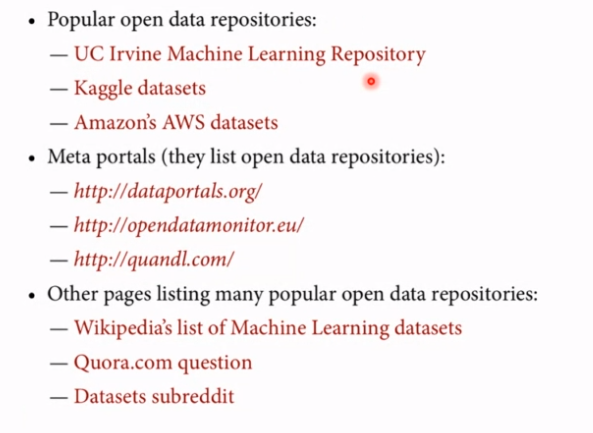 • Popular open data repositories:
— UC Irvine Machine Learning Repository
— Kaggle datasets
— Amazon's AWS datasets
• Meta portals (they list open data repositories):
— http://dataportals.org/
— http://opendatamonitor.eu/
— http://quandl.com/
• Other pages listing many popular open data repositories:
— Wikipedia's list of Machine Learning datasets
— Quora.com question
— Datasets subreddit